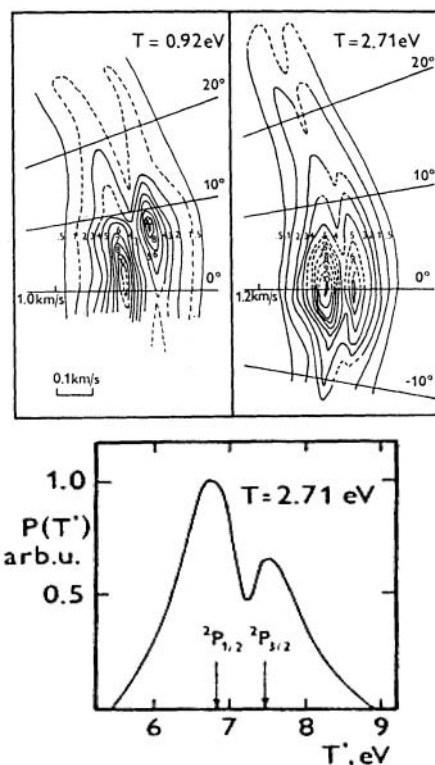 T = 0.92eV
20°
10°
0°
1.0km/s
0.1km/s
T=2.71eV
20°
10°
0°
1.2km/s
-10°
T=2.71 eV
1.0
P(T')
arb.u.
0.5
²P₁/₂ ²P₃/₂
6 7 8 9
T', eV